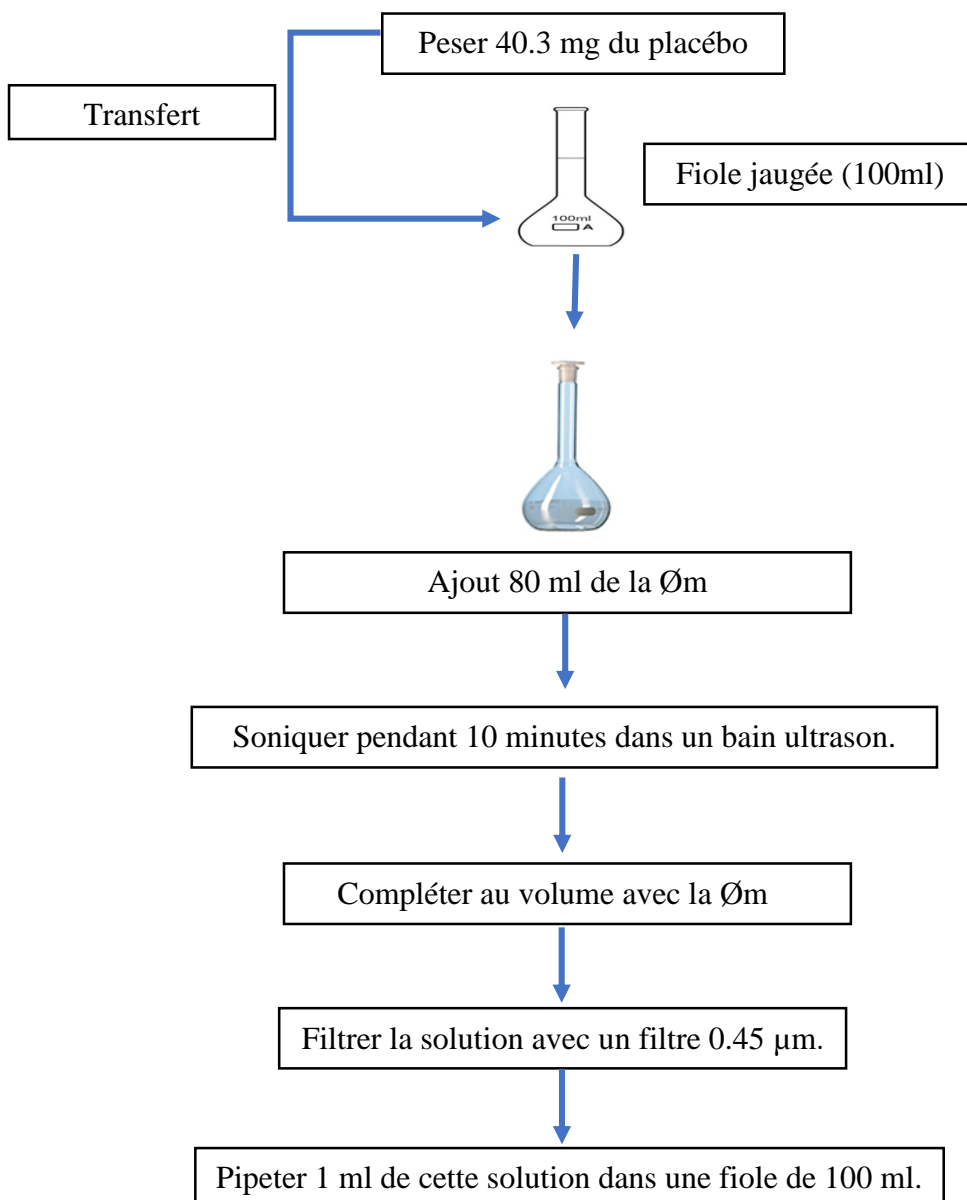 Peser 40.3 mg du placébo
Transfert
Fiole jaugée (100ml)
100ml
A
Ajout 80 ml de la Øm
Soniquer pendant 10 minutes dans un bain ultrason.
Compléter au volume avec la Øm
Filtrer la solution avec un filtre 0.45 µm.
Pipeter 1 ml de cette solution dans une fiole de 100 ml.